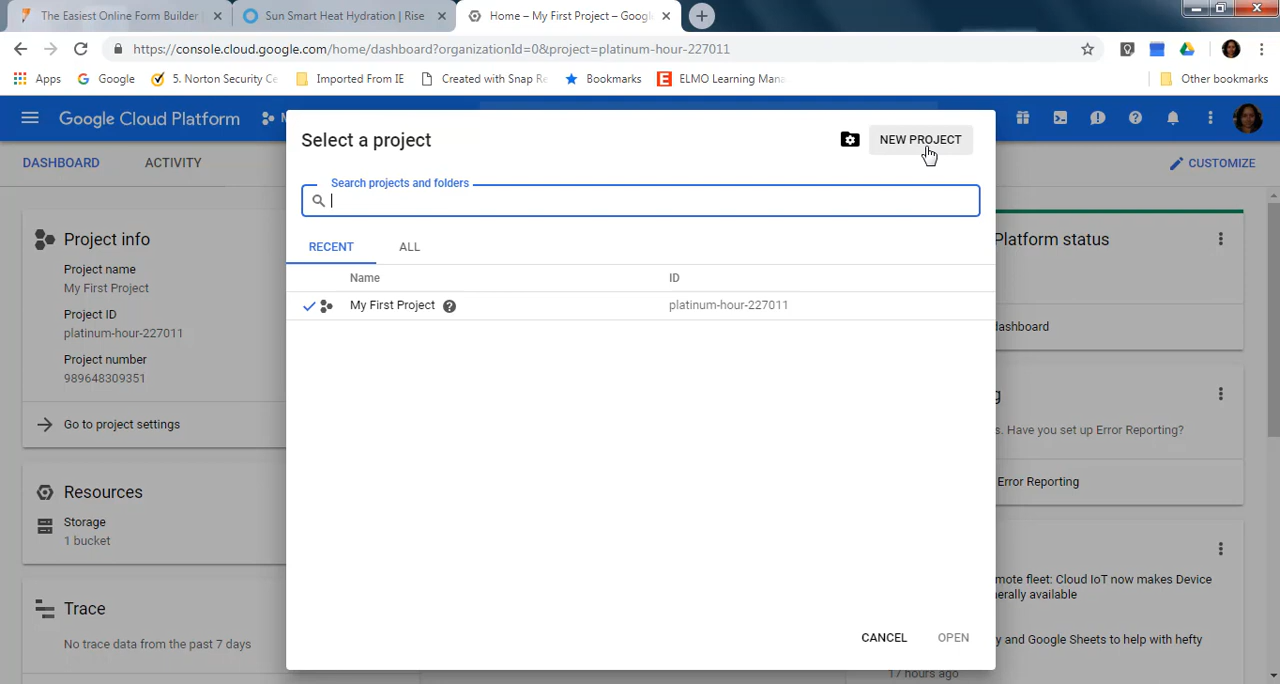 The Easiest Online Form Builder
Sun Smart Heat Hydration | Rise
Home – My First Project – Googl
https://console.cloud.google.com/home/dashboard?organizationId=0&project=platinum-hour-227011
Apps
Google
5. Norton Security Ce
Imported From IE
Created with Snap Re
Bookmarks
ELMO Learning Mana
Other bookmarks
Google Cloud Platform
DASHBOARD
ACTIVITY
CUSTOMIZE
Select a project
NEW PROJECT
Search projects and folders
RECENT
ALL
Name
ID
My First Project
platinum-hour-227011
CANCEL
OPEN
Project info
Project name
My First Project
Project ID
platinum-hour-227011
Project number
989648309351
Go to project settings
Resources
Storage
1 bucket
Trace
No trace data from the past 7 days
Platform status
dashboard
s. Have you set up Error Reporting?
Error Reporting
mote fleet: Cloud IoT now makes Device
nerally available
y and Google Sheets to help with hefty
17 hours ago